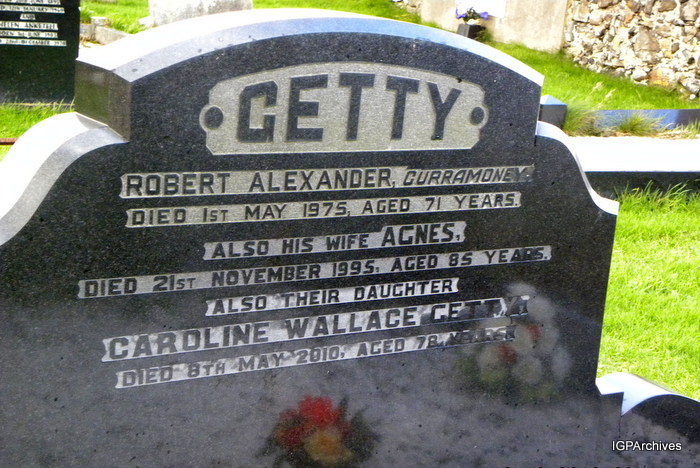 GETTY
ROBERT ALEXANDER, CURRAMONEY.
DIED 1ST MAY 1975, AGED 71 YEARS.
ALSO HIS WIFE AGNES,
DIED 21ST NOVEMBER 1995, AGED 85 YEARS.
ALSO THEIR DAUGHTER
CAROLINE WALLACE GETTY
DIED 8TH MAY 2010, AGED 78 YEARS
IGPArchives